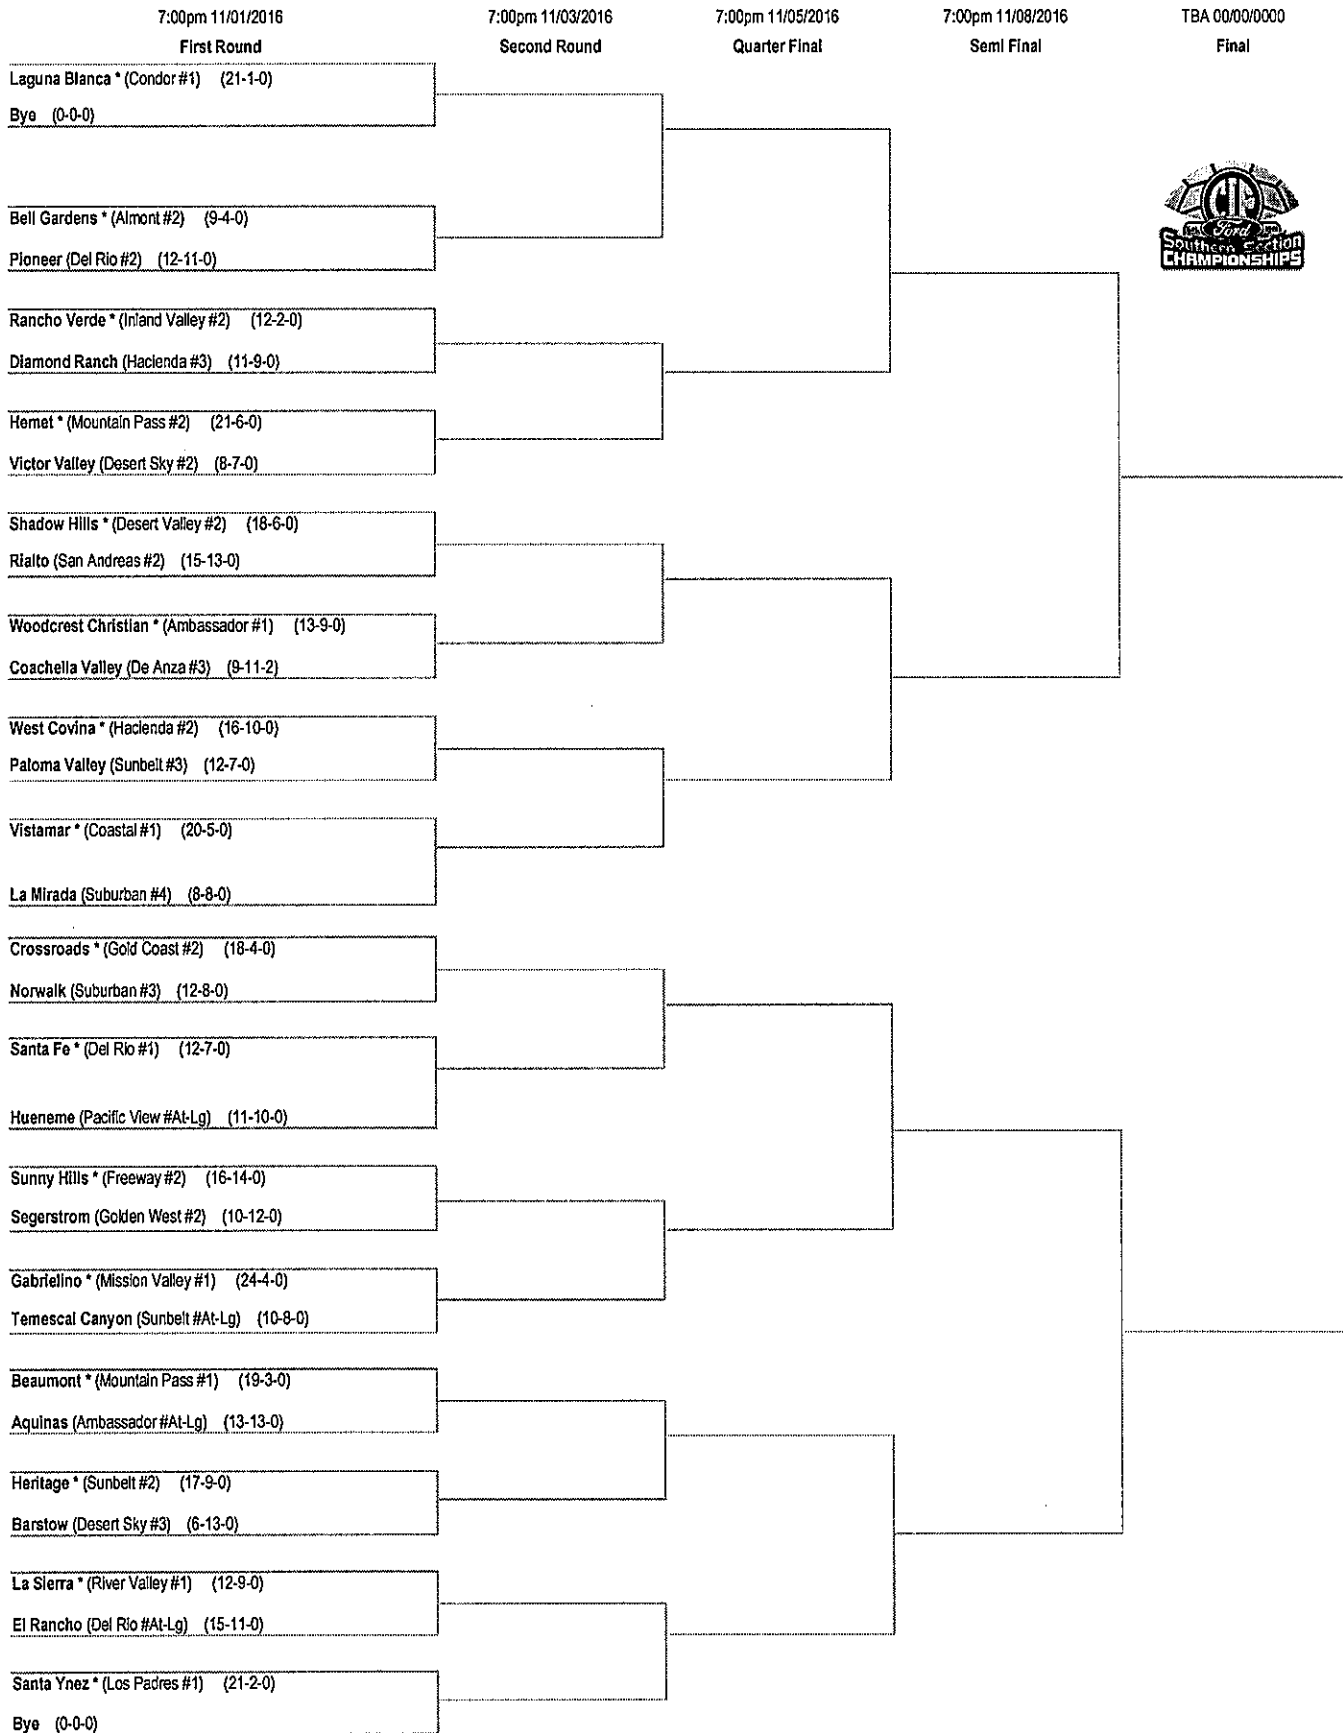 7:00pm 11/01/2016 7:00pm 11/03/2016 7:00pm 11/05/2016 7:00pm 11/08/2016 TBA 00/00/0000
First Round Second Round Quarter Final Semi Final Final
Laguna Blanca * (Condor #1) (21-1-0)
Bye (0-0-0)
CIF
Ford
Southern Section
CHAMPIONSHIPS
Bell Gardens * (Almont #2) (9-4-0)
Pioneer (Del Rio #2) (12-11-0)
Rancho Verde * (Inland Valley #2) (12-2-0)
Diamond Ranch (Hacienda #3) (11-9-0)
Hemet * (Mountain Pass #2) (21-6-0)
Victor Valley (Desert Sky #2) (8-7-0)
Shadow Hills * (Desert Valley #2) (18-6-0)
Rialto (San Andreas #2) (15-13-0)
Woodcrest Christian * (Ambassador #1) (13-9-0)
Coachella Valley (De Anza #3) (9-11-2)
West Covina * (Hacienda #2) (16-10-0)
Paloma Valley (Sunbelt #3) (12-7-0)
Vistamar * (Coastal #1) (20-5-0)
La Mirada (Suburban #4) (8-8-0)
Crossroads * (Gold Coast #2) (18-4-0)
Norwalk (Suburban #3) (12-8-0)
Santa Fe * (Del Rio #1) (12-7-0)
Hueneme (Pacific View #At-Lg) (11-10-0)
Sunny Hills * (Freeway #2) (16-14-0)
Segerstrom (Golden West #2) (10-12-0)
Gabrielino * (Mission Valley #1) (24-4-0)
Temescal Canyon (Sunbelt #At-Lg) (10-8-0)
Beaumont * (Mountain Pass #1) (19-3-0)
Aquinas (Ambassador #At-Lg) (13-13-0)
Heritage * (Sunbelt #2) (17-9-0)
Barstow (Desert Sky #3) (6-13-0)
La Sierra * (River Valley #1) (12-9-0)
El Rancho (Del Rio #At-Lg) (15-11-0)
Santa Ynez * (Los Padres #1) (21-2-0)
Bye (0-0-0)